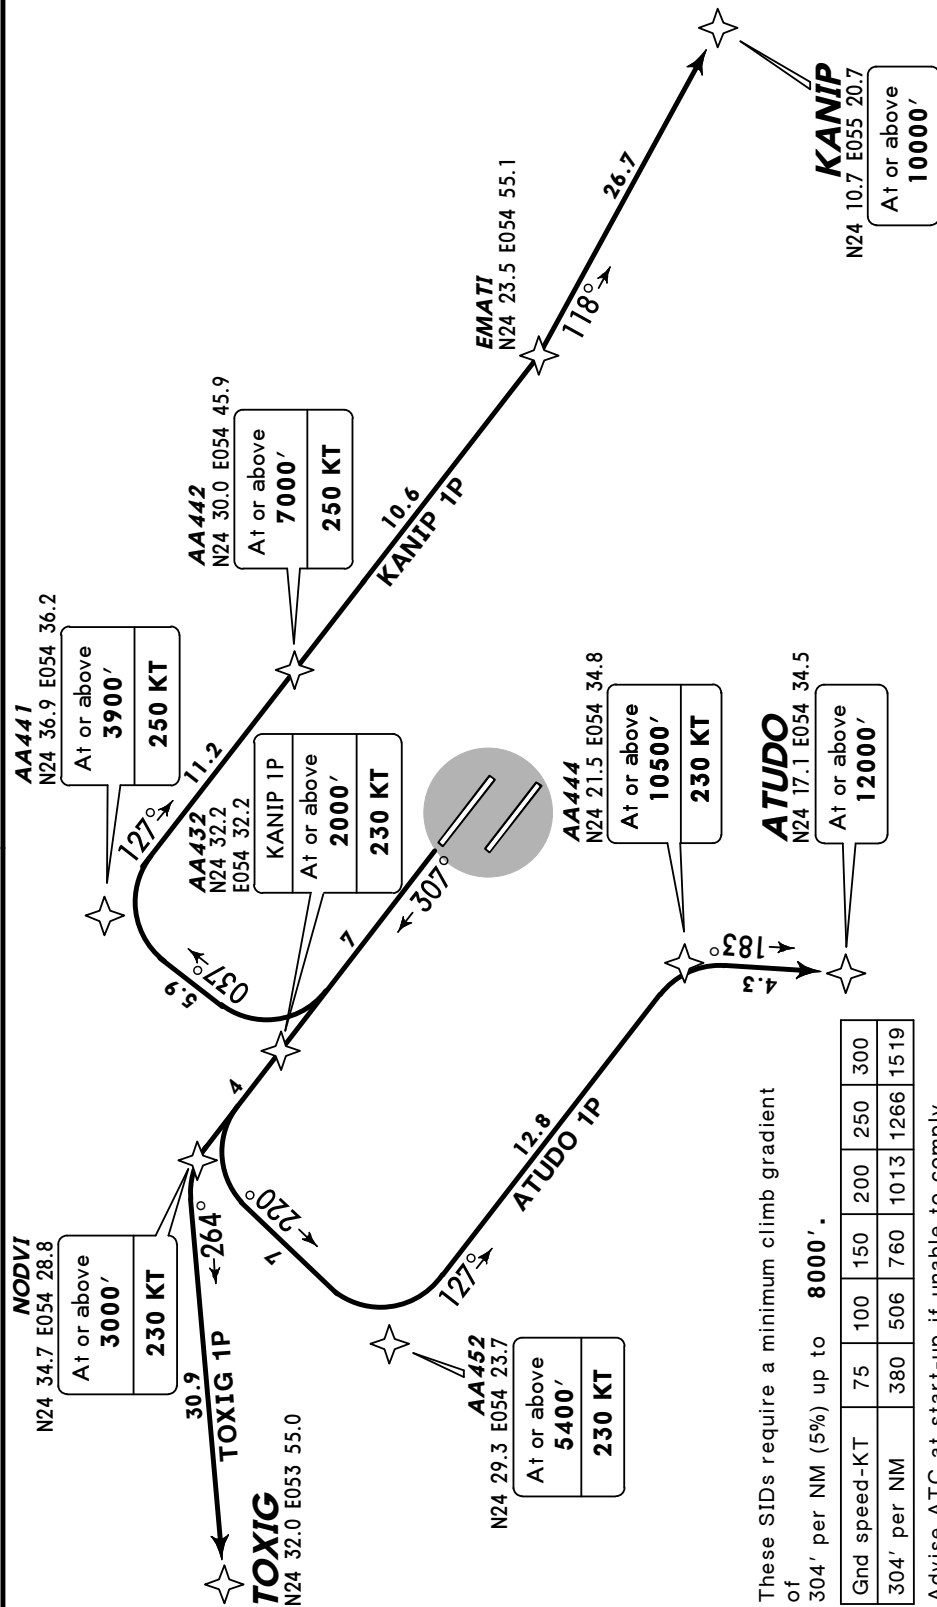 NODVI
N24 34.7 E054 28.8
At or above
3000′
230 KT
AA441
N24 36.9 E054 36.2
At or above
3900′
250 KT
AA442
N24 30.0 E054 45.9
At or above
7000′
250 KT
AA432
N24 32.2
E054 32.2
KANIP 1P
At or above
2000′
230 KT
EMATI
N24 23.5 E054 55.1
KANIP
N24 10.7 E055 20.7
At or above
10000′
127°
11.2
037°
5.9
10.6
KANIP 1P
118°
26.7
307°
7
4
264°
30.9
TOXIG 1P
TOXIG
N24 32.0 E053 55.0
220°
7
127°
12.8
ATUDO 1P
AA452
N24 29.3 E054 23.7
At or above
5400′
230 KT
AA444
N24 21.5 E054 34.8
At or above
10500′
230 KT
183°
4.3
ATUDO
N24 17.1 E054 34.5
At or above
12000′
These SIDs require a minimum climb gradient
of
304′ per NM (5%) up to 8000′.
Gnd speed-KT 75 100 150 200 250 300
304′ per NM 380 506 760 1013 1266 1519
Advise ATC at start-up if unable to comply